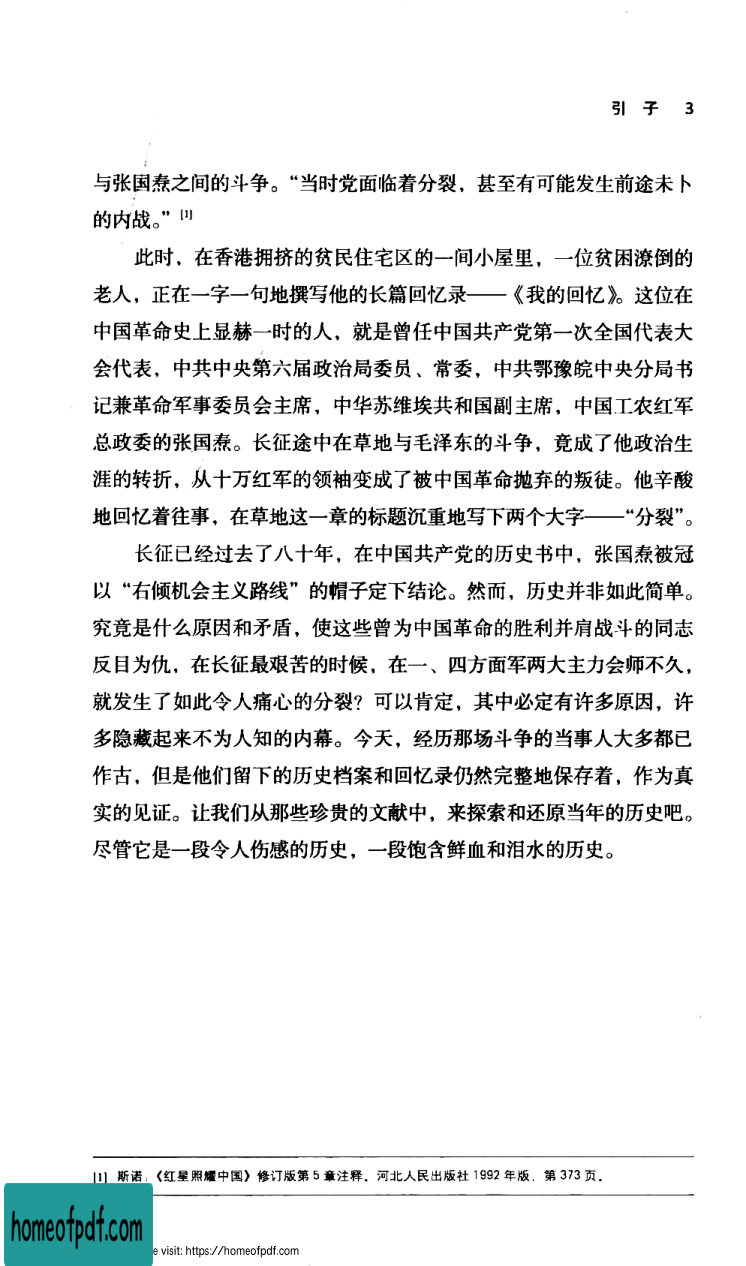 引 子 3
与张国焘之间的斗争。“当时党面临着分裂，甚至有可能发生前途未卜
的内战。” [1]
此时，在香港拥挤的贫民住宅区的一间小屋里，一位贫困潦倒的
老人，正在一字一句地撰写他的长篇回忆录——《我的回忆》。这位在
中国革命史上显赫一时的人，就是曾任中国共产党第一次全国代表大
会代表，中共中央第六届政治局委员、常委，中共鄂豫皖中央分局书
记兼革命军事委员会主席，中华苏维埃共和国副主席，中国工农红军
总政委的张国焘。长征途中在草地与毛泽东的斗争，竟成了他政治生
涯的转折，从十万红军的领袖变成了被中国革命抛弃的叛徒。他辛酸
地回忆着往事，在草地这一章的标题沉重地写下两个大字——“分裂”。
长征已经过去了八十年，在中国共产党的历史书中，张国焘被冠
以“右倾机会主义路线”的帽子定下结论。然而，历史并非如此简单。
究竟是什么原因和矛盾，使这些曾为中国革命的胜利并肩战斗的同志
反目为仇，在长征最艰苦的时候，在一、四方面军两大主力会师不久，
就发生了如此令人痛心的分裂？可以肯定，其中必定有许多原因，许
多隐藏起来不为人知的内幕。今天，经历那场斗争的当事人大多都已
作古，但是他们留下的历史档案和回忆录仍然完整地保存着，作为真
实的见证。让我们从那些珍贵的文献中，来探索和还原当年的历史吧。
尽管它是一段令人伤感的历史，一段饱含鲜血和泪水的历史。
[1] 斯诺：《红星照耀中国》修订版第5章注释，河北人民出版社1992年版，第373页。
homeofpdf.com
e visit: https://homeofpdf.com